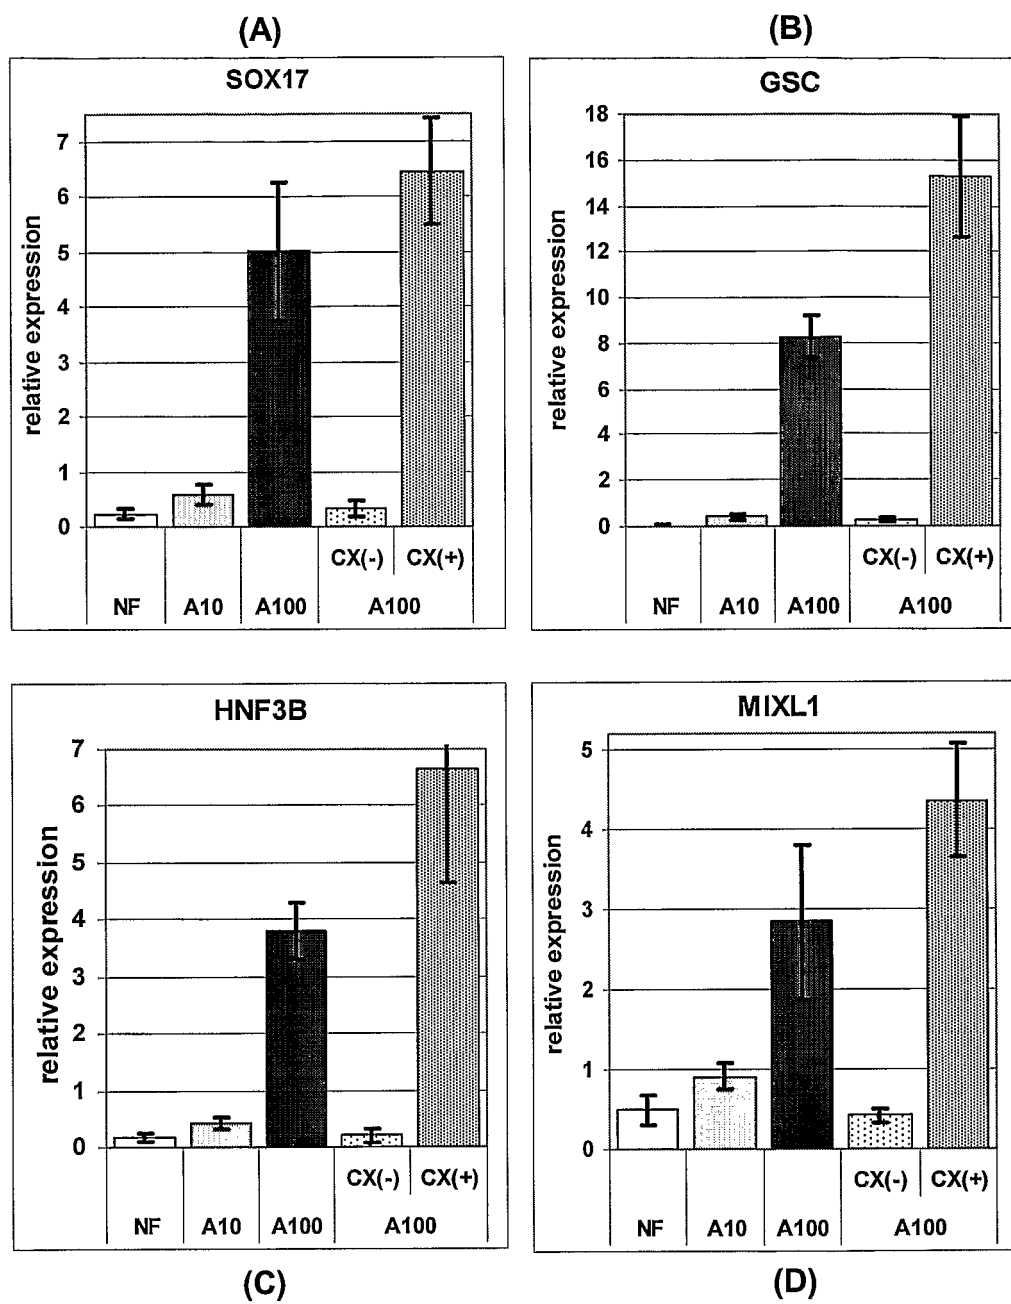 (A)
SOX17
relative expression
7
6
5
4
3
2
1
0
CX(-) CX(+)
NF A10 A100 A100
(B)
GSC
relative expression
18
16
14
12
10
8
6
4
2
0
CX(-) CX(+)
NF A10 A100 A100
HNF3B
relative expression
7
6
5
4
3
2
1
0
CX(-) CX(+)
NF A10 A100 A100
(C)
MIXL1
relative expression
5
4
3
2
1
0
CX(-) CX(+)
NF A10 A100 A100
(D)